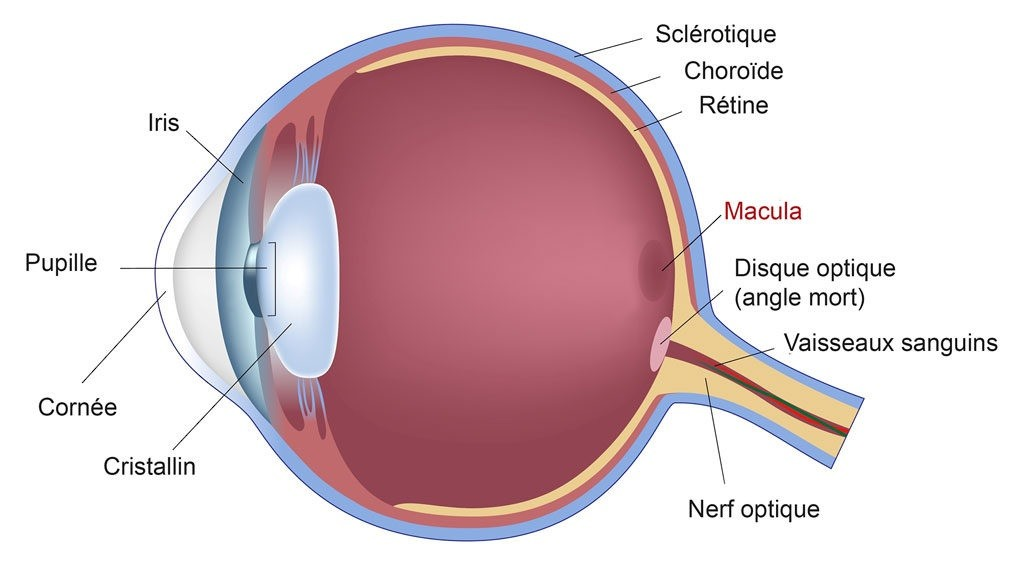 Sclérotique
Choroïde
Rétine
Iris
Macula
Pupille
Disque optique
(angle mort)
Vaisseaux sanguins
Cornée
Cristallin
Nerf optique